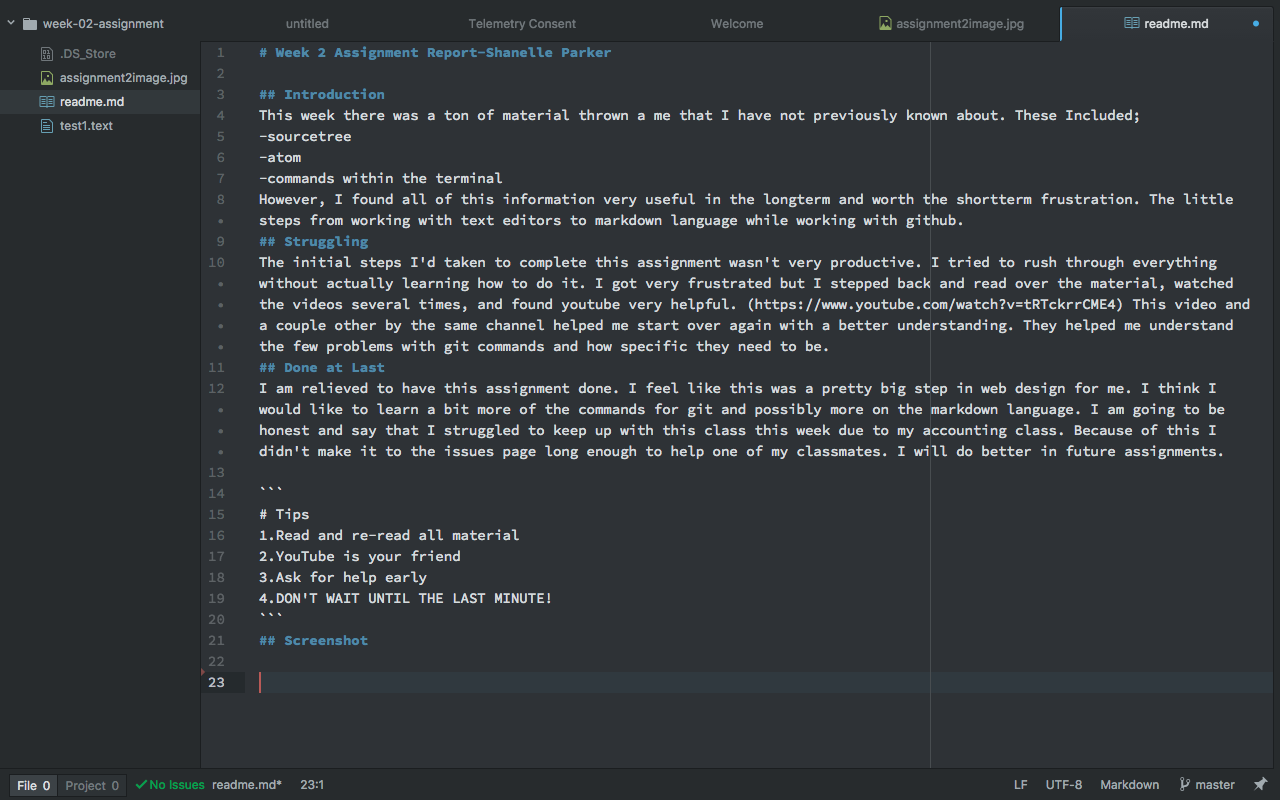 week-02-assignment
untitled
Telemetry Consent
Welcome
assignment2image.jpg
readme.md
.DS_Store
assignment2image.jpg
readme.md
test1.text
1 # Week 2 Assignment Report-Shanelle Parker
2
3 ## Introduction
4 This week there was a ton of material thrown a me that I have not previously known about. These Included;
5 -sourcetree
6 -atom
7 -commands within the terminal
8 However, I found all of this information very useful in the longterm and worth the shortterm frustration. The little
• steps from working with text editors to markdown language while working with github.
9 ## Struggling
10 The initial steps I'd taken to complete this assignment wasn't very productive. I tried to rush through everything
• without actually learning how to do it. I got very frustrated but I stepped back and read over the material, watched
• the videos several times, and found youtube very helpful. (https://www.youtube.com/watch?v=tRTckrrCME4) This video and
• a couple other by the same channel helped me start over again with a better understanding. They helped me understand
• the few problems with git commands and how specific they need to be.
11 ## Done at Last
12 I am relieved to have this assignment done. I feel like this was a pretty big step in web design for me. I think I
• would like to learn a bit more of the commands for git and possibly more on the markdown language. I am going to be
• honest and say that I struggled to keep up with this class this week due to my accounting class. Because of this I
• didn't make it to the issues page long enough to help one of my classmates. I will do better in future assignments.
13
14 ```
15 # Tips
16 1.Read and re-read all material
17 2.YouTube is your friend
18 3.Ask for help early
19 4.DON'T WAIT UNTIL THE LAST MINUTE!
20 ```
21 ## Screenshot
22
23
File 0 Project 0 No Issues readme.md* 23:1 LF UTF-8 Markdown master